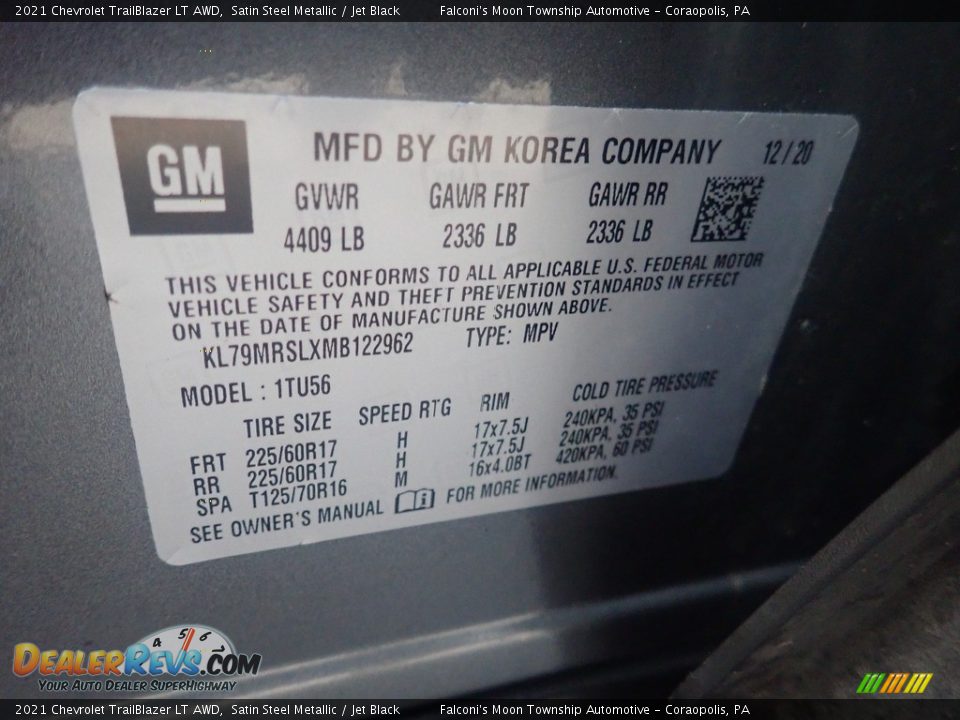 2021 Chevrolet TrailBlazer LT AWD, Satin Steel Metallic / Jet Black Falconi's Moon Township Automotive - Coraopolis, PA
GM
MFD BY GM KOREA COMPANY 12/20
GVWR GAWR FRT GAWR RR
4409 LB 2336 LB 2336 LB
THIS VEHICLE CONFORMS TO ALL APPLICABLE U.S. FEDERAL MOTOR
VEHICLE SAFETY AND THEFT PREVENTION STANDARDS IN EFFECT
ON THE DATE OF MANUFACTURE SHOWN ABOVE.
KL79MRSLXMB122962 TYPE: MPV
MODEL : 1TU56
TIRE SIZE SPEED RTG RIM COLD TIRE PRESSURE
FRT 225/60R17 H 17x7.5J 240KPA, 35 PSI
RR 225/60R17 H 17x7.5J 240KPA, 35 PSI
SPA T125/70R16 M 16x4.0BT 420KPA, 60 PSI
SEE OWNER'S MANUAL FOR MORE INFORMATION.
4 5 6
DEALERREVS.COM
YOUR AUTO DEALER SUPERHIGHWAY
2021 Chevrolet TrailBlazer LT AWD, Satin Steel Metallic / Jet Black Falconi's Moon Township Automotive - Coraopolis, PA